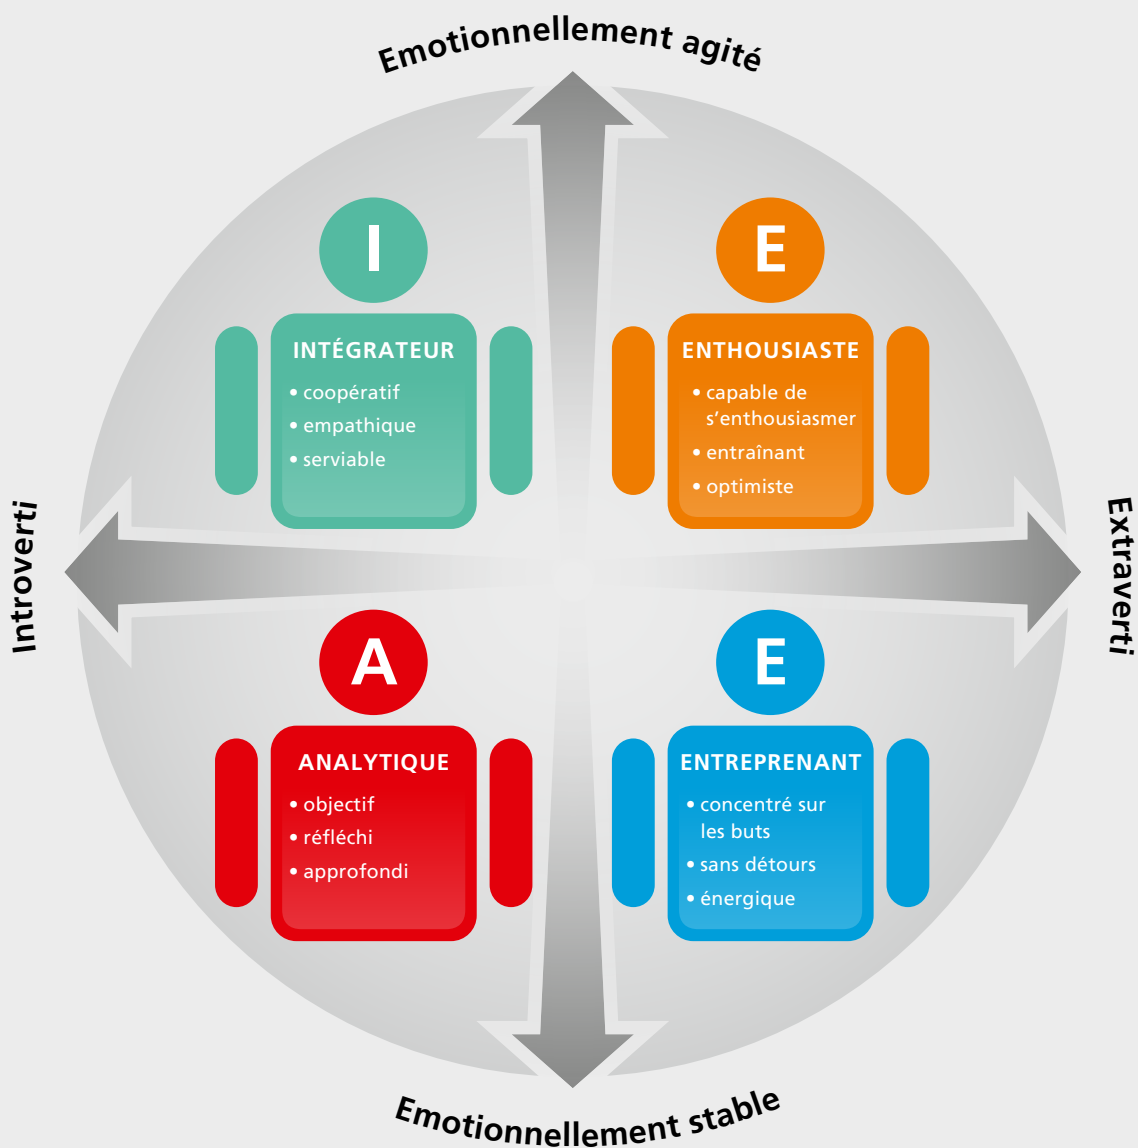 Emotionnellement agité
I
INTÉGRATEUR
• coopératif
• empathique
• serviable
E
ENTHOUSIASTE
• capable de
s’enthousiasmer
• entraînant
• optimiste
Introverti
Extraverti
A
ANALYTIQUE
• objectif
• réfléchi
• approfondi
E
ENTREPRENANT
• concentré sur
les buts
• sans détours
• énergique
Emotionnellement stable